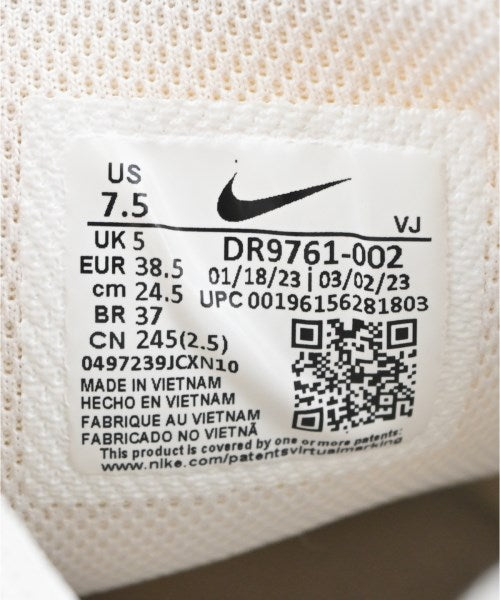 US
7.5
VJ
UK 5
DR9761-002
EUR 38.5
01/18/23 | 03/02/23
cm 24.5
UPC 00196156281803
BR 37
CN 245(2.5)
0497239JCXN10
MADE IN VIETNAM
HECHO EN VIETNAM
FABRIQUE AU VIETNAM
FABRICADO NO VIETNÃ
This product is covered by one or more patents:
www.nike.com/patentsvirtualmarking